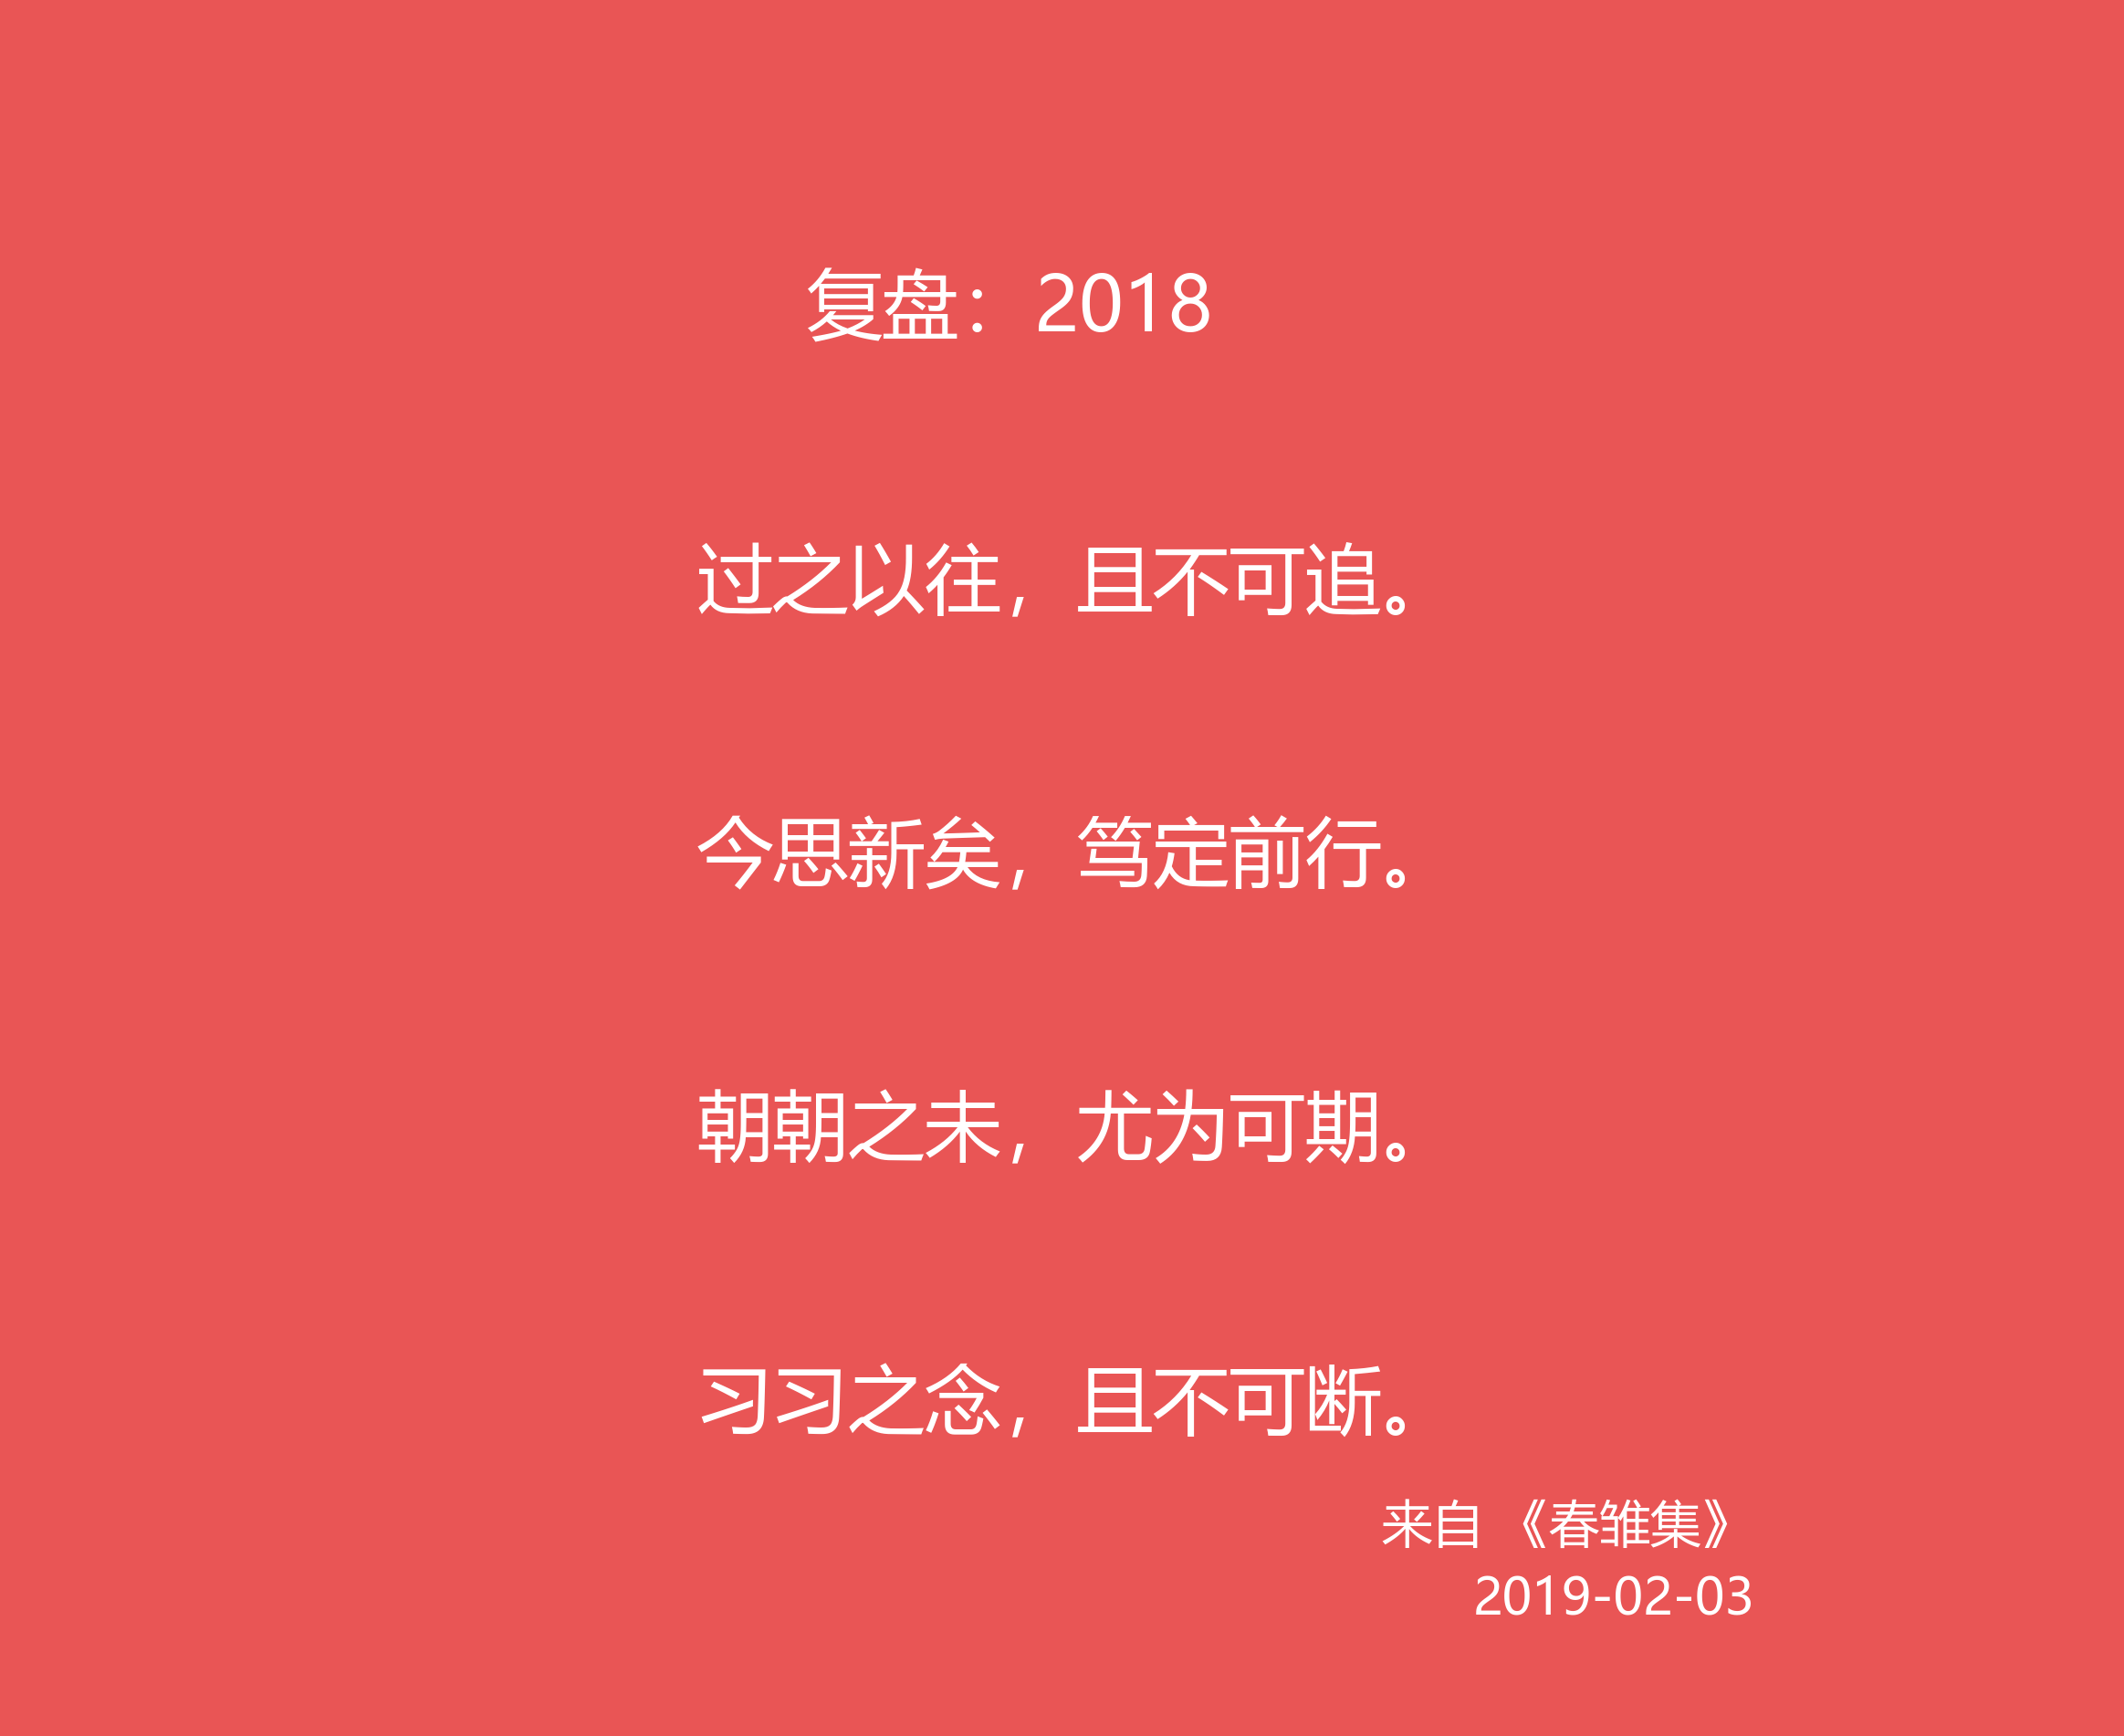 复盘：2018
过之以往，且不可追。
今思新矣，笃定前行。
朝朝之未，尤为可期。
习习之念，且不可断。
来自《春雒集》
2019-02-03